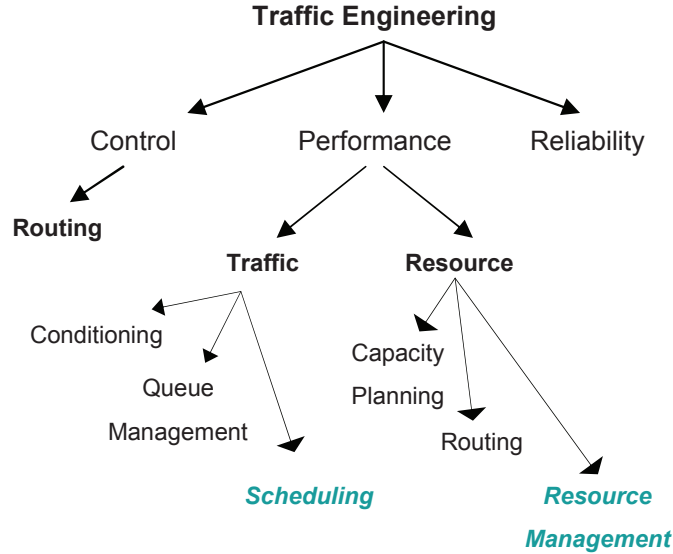 Traffic Engineering
Control
Performance
Reliability
Routing
Traffic
Resource
Conditioning
Queue
Management
Scheduling
Capacity
Planning
Routing
Resource
Management